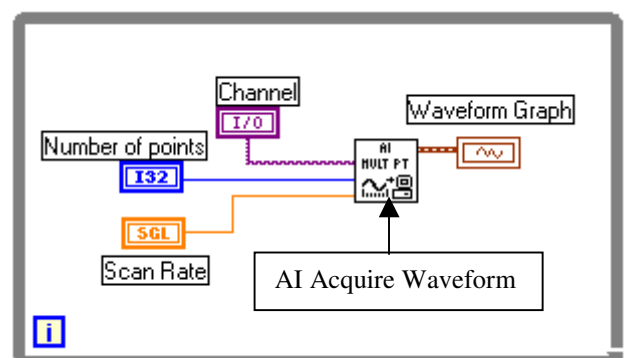 Channel
I/O
Waveform Graph
Number of points
AI
MULT PT
I32
SGL
Scan Rate
AI Acquire Waveform
i